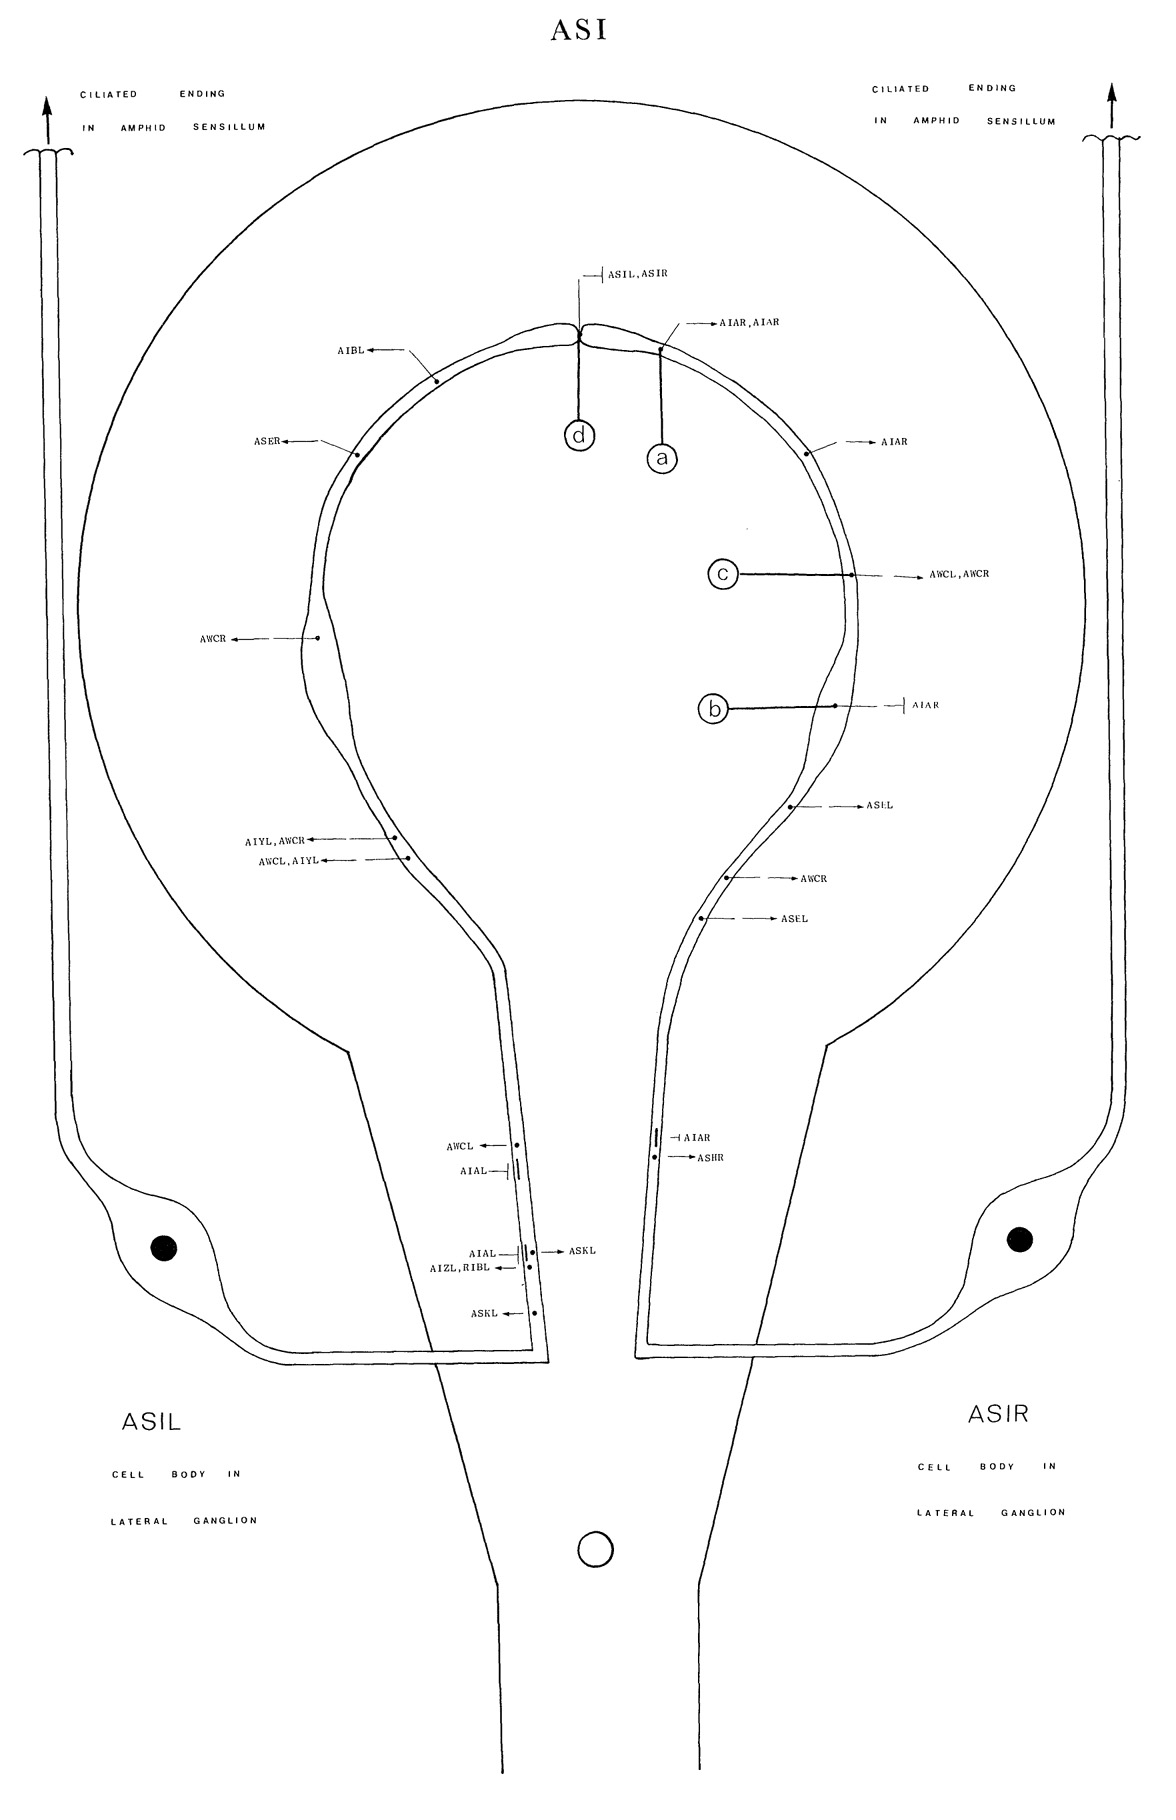 ASI
CILIATED ENDING
IN AMPHID SENSILLUM
CILIATED ENDING
IN AMPHID SENSILLUM
ASIL,ASIR
AIAR,AIAR
AIBL
ASER
AIAR
d
a
c
AWCL,AWCR
AWCR
b
AIAR
ASEL
AIYL,AWCR
AWCL,AIYL
AWCR
ASEL
AWCL
AIAR
AIAL
ASHR
AIAL
ASKL
AIZL,RIBL
ASKL
ASIL
CELL BODY IN
LATERAL GANGLION
ASIR
CELL BODY IN
LATERAL GANGLION